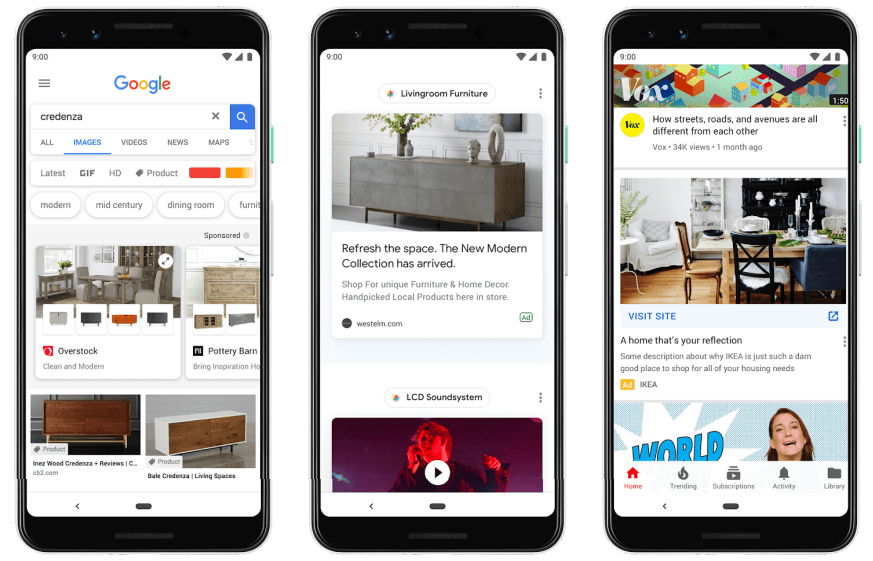 9:00
Google
credenza
ALL IMAGES VIDEOS NEWS MAPS S
Latest GIF HD Product
modern mid century dining room furnit
Sponsored
Overstock
Clean and Modern
Pottery Barn
Bring Inspiration Ho
Product
Inez Wood Credenza + Reviews | C...
cb2.com
Product
Bale Credenza | Living Spaces
9:00
Livingroom Furniture
Refresh the space. The New Modern
Collection has arrived.
Shop For unique Furniture & Home Decor.
Handpicked Local Products here in store.
westelm.com
Ad
LCD Soundsystem
9:00
Vox
1:50
Vox
How streets, roads, and avenues are all
different from each other
Vox • 34K views • 1 month ago
VISIT SITE
A home that's your reflection
Some description about why IKEA is just such a darn
good place to shop for all of your housing needs
Ad IKEA
WORLD
Home Trending Subscriptions Activity Library